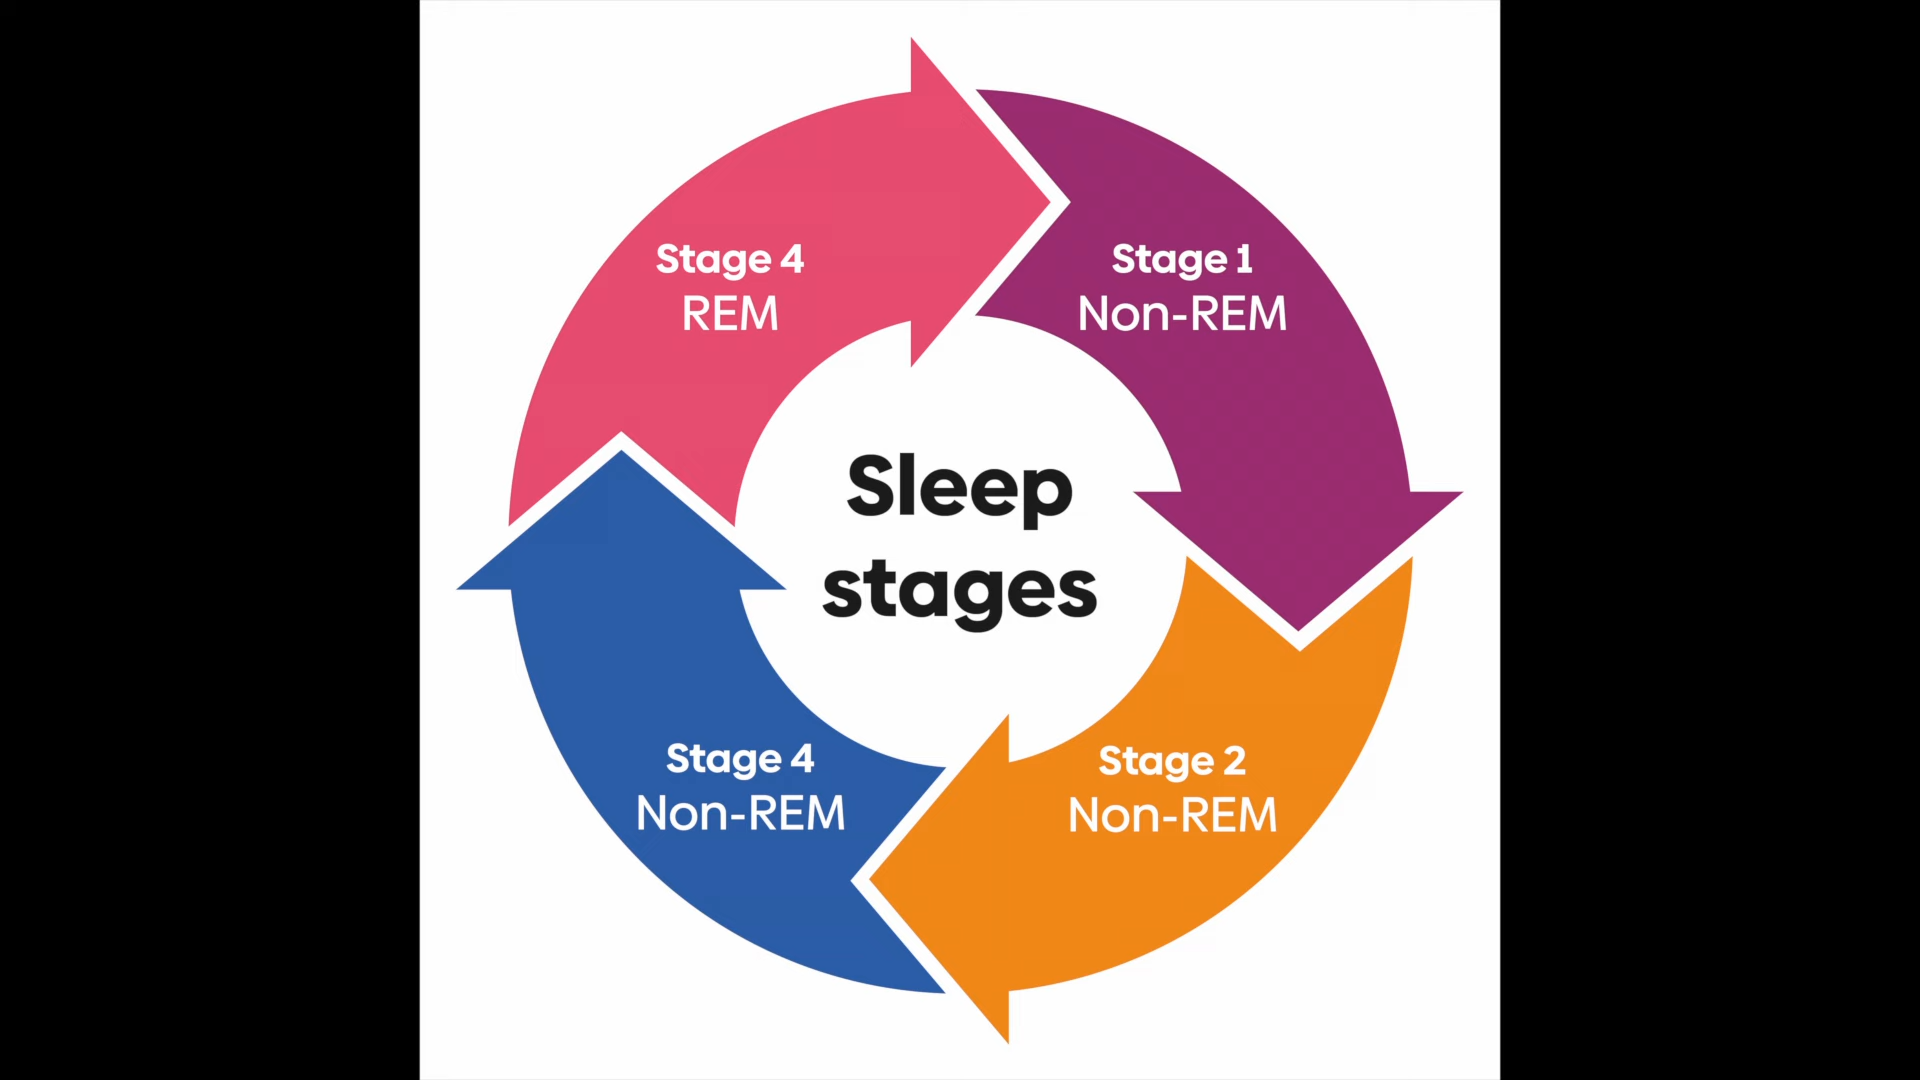 Stage 4
REM
Stage 1
Non-REM
Sleep
stages
Stage 4
Non-REM
Stage 2
Non-REM